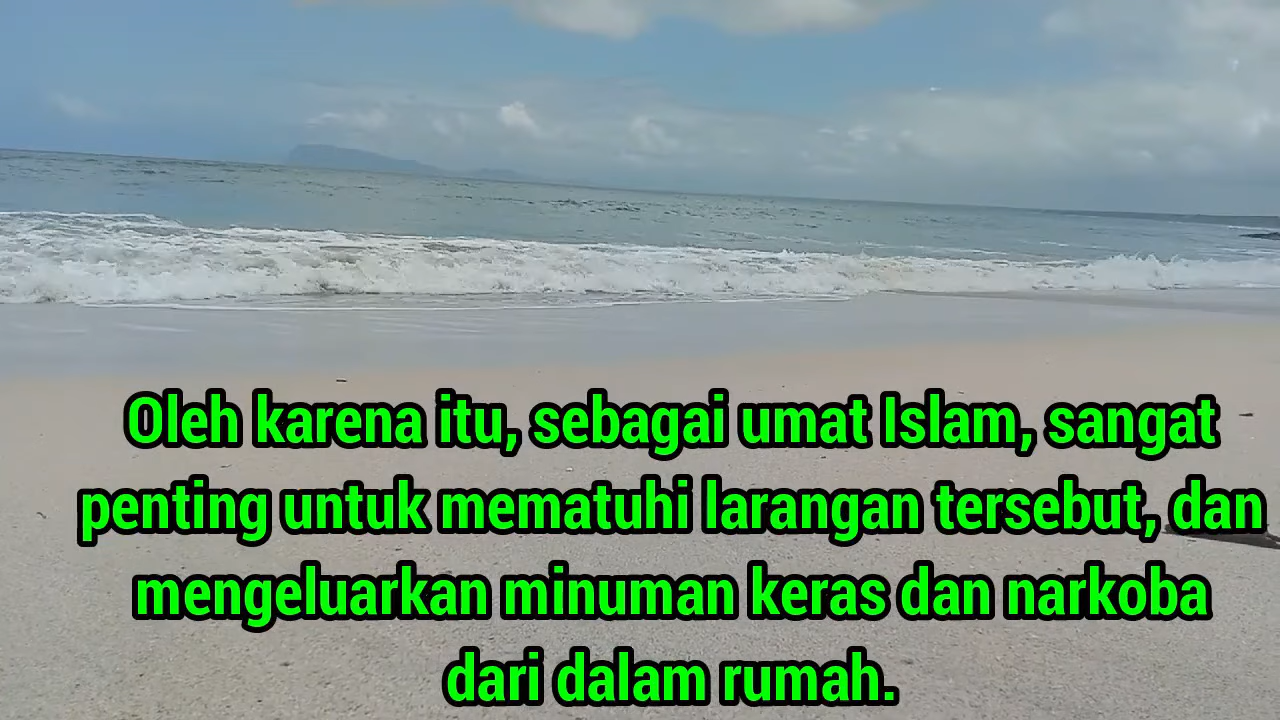 Oleh karena itu, sebagai umat Islam, sangat
penting untuk mematuhi larangan tersebut, dan
mengeluarkan minuman keras dan narkoba
dari dalam rumah.